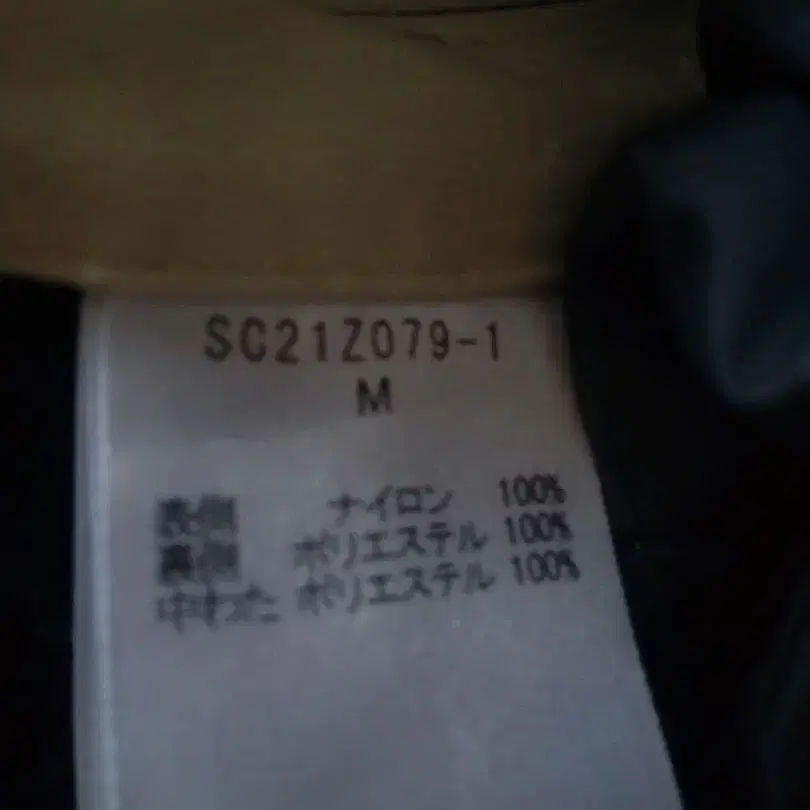 SC21Z079-1
M
表側 ナイロン 100%
裏側 ポリエステル 100%
中わた ポリエステル 100%